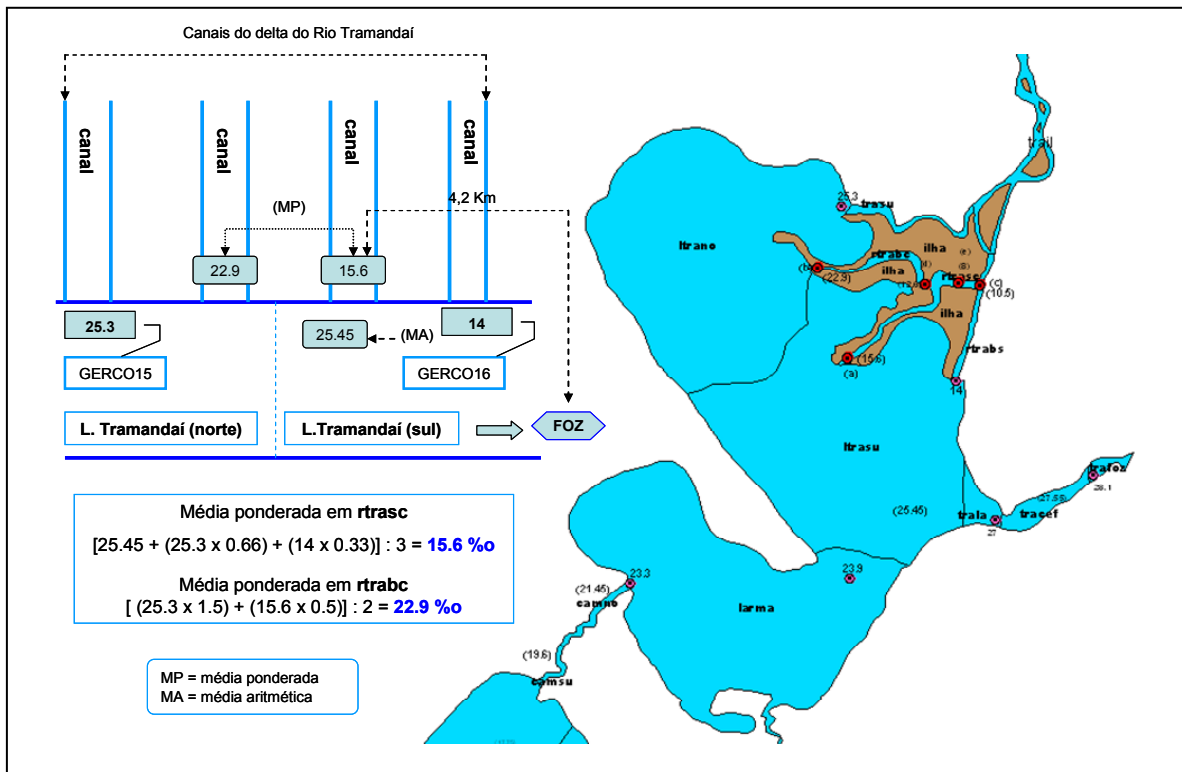 Canais do delta do Rio Tramandaí
canal
canal
canal
canal
4,2 Km
(MP)
22.9
15.6
25.3
25.45
(MA)
14
GERCO15
GERCO16
L. Tramandaí (norte)
L.Tramandaí (sul)
FOZ
Média ponderada em rtrasc
[25.45 + (25.3 x 0.66) + (14 x 0.33)] : 3 = 15.6 %o
Média ponderada em rtrabc
[ (25.3 x 1.5) + (15.6 x 0.5)] : 2 = 22.9 %o
MP = média ponderada
MA = média aritmética
trail
25.3
trasu
ltrano
rtrabc
ilha
(e)
(b)
(22.9)
ilha
(d)
rtrasc
(c)
(10.5)
ilha
rtrabs
(15.6)
(a)
14
ltrasu
trafoz
(25.45)
trala
tracef
27
23.9
23.3
(21.45)
camno
larma
(19.6)
camsu